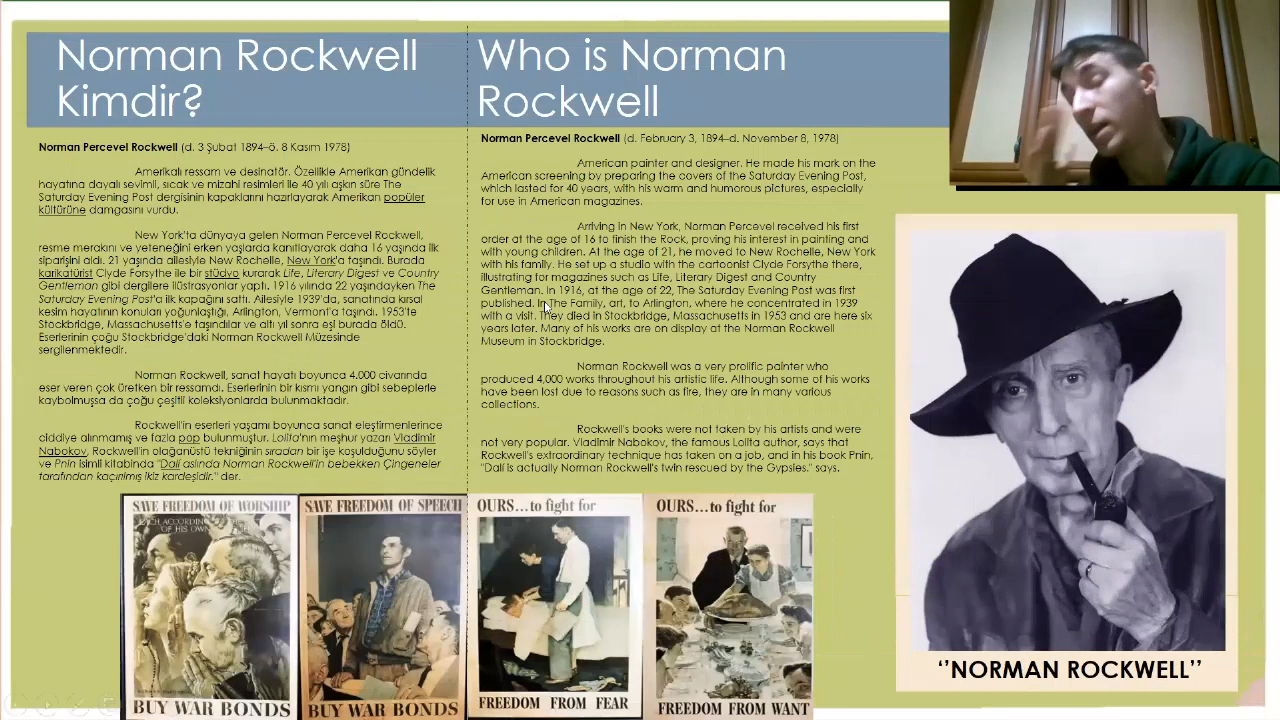 Norman Rockwell
Kimdir?
Norman Percevel Rockwell (d. 3 Şubat 1894–ö. 8 Kasım 1978)
Amerikalı ressam ve desinatör. Özellikle Amerikan gündelik
hayatına dayalı sevimli, sıcak ve mizahi resimleri ile 40 yılı aşkın süre The
Saturday Evening Post dergisinin kapaklarını hazırlayarak Amerikan popüler
kültürüne damgasını vurdu.
New York'ta dünyaya gelen Norman Percevel Rockwell,
resme merakını ve yeteneğini erken yaşlarda kanıtlayarak daha 16 yaşında ilk
siparişini aldı. 21 yaşında ailesiyle New Rochelle, New York'a taşındı. Burada
karikatürist Clyde Forsythe ile bir stüdyo kurarak Life, Literary Digest ve Country
Gentleman gibi dergilere illüstrasyonlar yaptı. 1916 yılında 22 yaşındayken The
Saturday Evening Post'a ilk kapağını sattı. Ailesiyle 1939'da, sanatında kırsal
kesim hayatının konuları yoğunlaştığı, Arlington, Vermont'a taşındı. 1953'te
Stockbridge, Massachusetts'e taşındılar ve altı yıl sonra eşi burada öldü.
Eserlerinin çoğu Stockbridge'daki Norman Rockwell Müzesinde
sergilenmektedir.
Norman Rockwell, sanat hayatı boyunca 4.000 civarında
eser veren çok üretken bir ressamdı. Eserlerinin bir kısmı yangın gibi sebeplerle
kaybolmuşsa da çoğu çeşitli koleksiyonlarda bulunmaktadır.
Rockwell'in eserleri yaşamı boyunca sanat eleştirmenlerince
ciddiye alınmamış ve fazla pop bulunmuştur. Lolita'nın meşhur yazarı Vladimir
Nabokov, Rockwell'in olağanüstü tekniğinin sıradan bir işe koşulduğunu söyler
ve Pnin isimli kitabında "Dalí aslında Norman Rockwell'in bebekken Çingeneler
tarafından kaçırılmış ikiz kardeşidir." der.
Who is Norman
Rockwell
Norman Percevel Rockwell (d. February 3, 1894–d. November 8, 1978)
American painter and designer. He made his mark on the
American screening by preparing the covers of the Saturday Evening Post,
which lasted for 40 years, with his warm and humorous pictures, especially
for use in American magazines.
Arriving in New York, Norman Percevel received his first
order at the age of 16 to finish the Rock, proving his interest in painting and
with young children. At the age of 21, he moved to New Rochelle, New York
with his family. He set up a studio with the cartoonist Clyde Forsythe there,
illustrating for magazines such as Life, Literary Digest and Country
Gentleman. In 1916, at the age of 22, The Saturday Evening Post was first
published. In the Family, art, to Arlington, where he concentrated in 1939
with a visit. They died in Stockbridge, Massachusetts in 1953 and are here six
years later. Many of his works are on display at the Norman Rockwell
Museum in Stockbridge.
Norman Rockwell was a very prolific painter who
produced 4,000 works throughout his artistic life. Although some of his works
have been lost due to reasons such as fire, they are in many various
collections.
Rockwell's books were not taken by his artists and were
not very popular. Vladimir Nabokov, the famous Lolita author, says that
Rockwell's extraordinary technique has taken on a job and in his book Pnin,
"Dalí is actually Norman Rockwell's twin rescued by the Gypsies." says.
SAVE FREEDOM OF WORSHIP
EACH ACCORDING TO THE
OF HIS OWN
BUY WAR BONDS
SAVE FREEDOM OF SPEECH
BUY WAR BONDS
OURS...to fight for
FREEDOM FROM FEAR
OURS...to fight for
FREEDOM FROM WANT
‘’NORMAN ROCKWELL’’